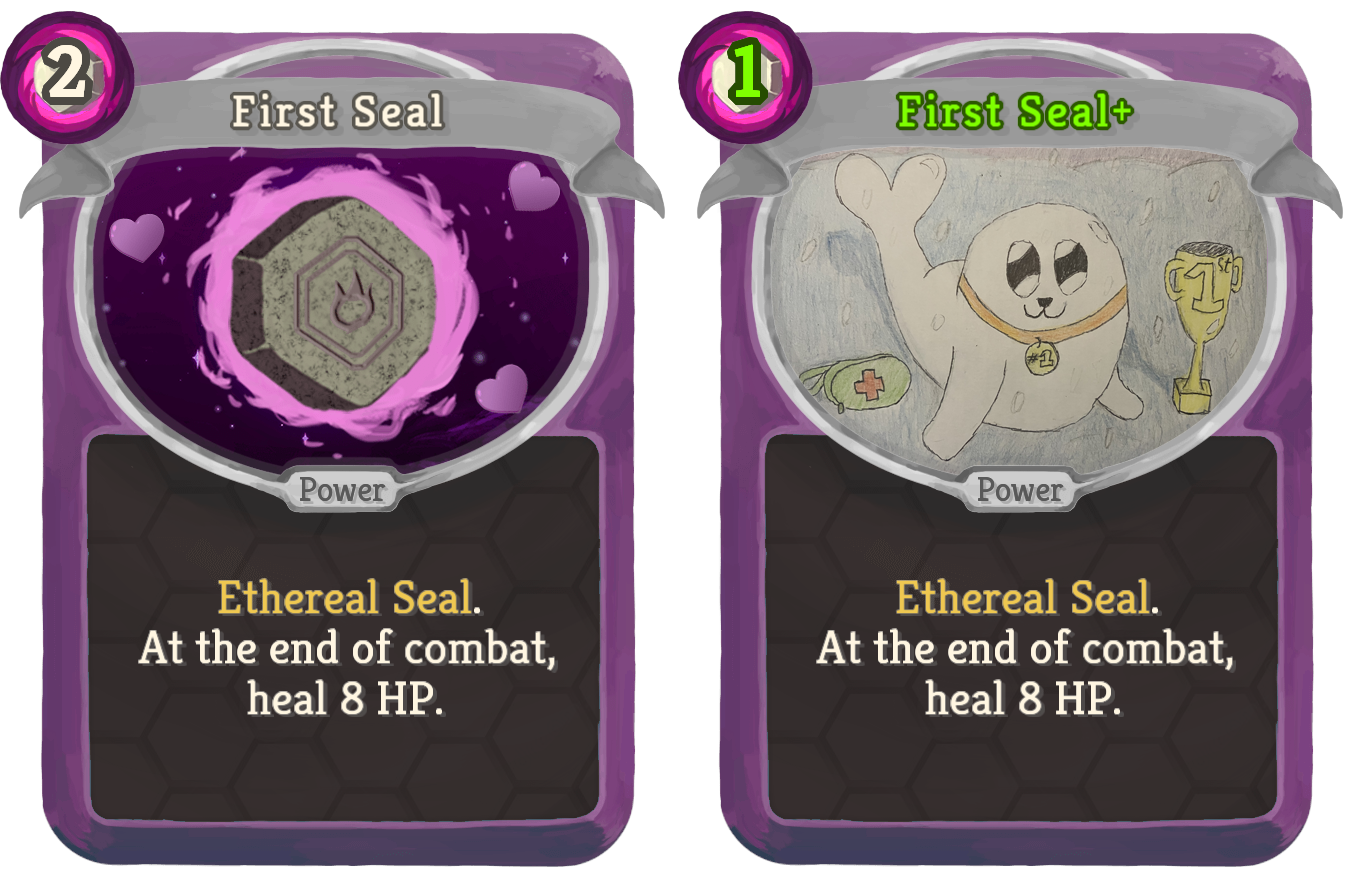 2
First Seal
Power
Ethereal Seal.
At the end of combat,
heal 8 HP.
1
First Seal+
1st
#1
Power
Ethereal Seal.
At the end of combat,
heal 8 HP.